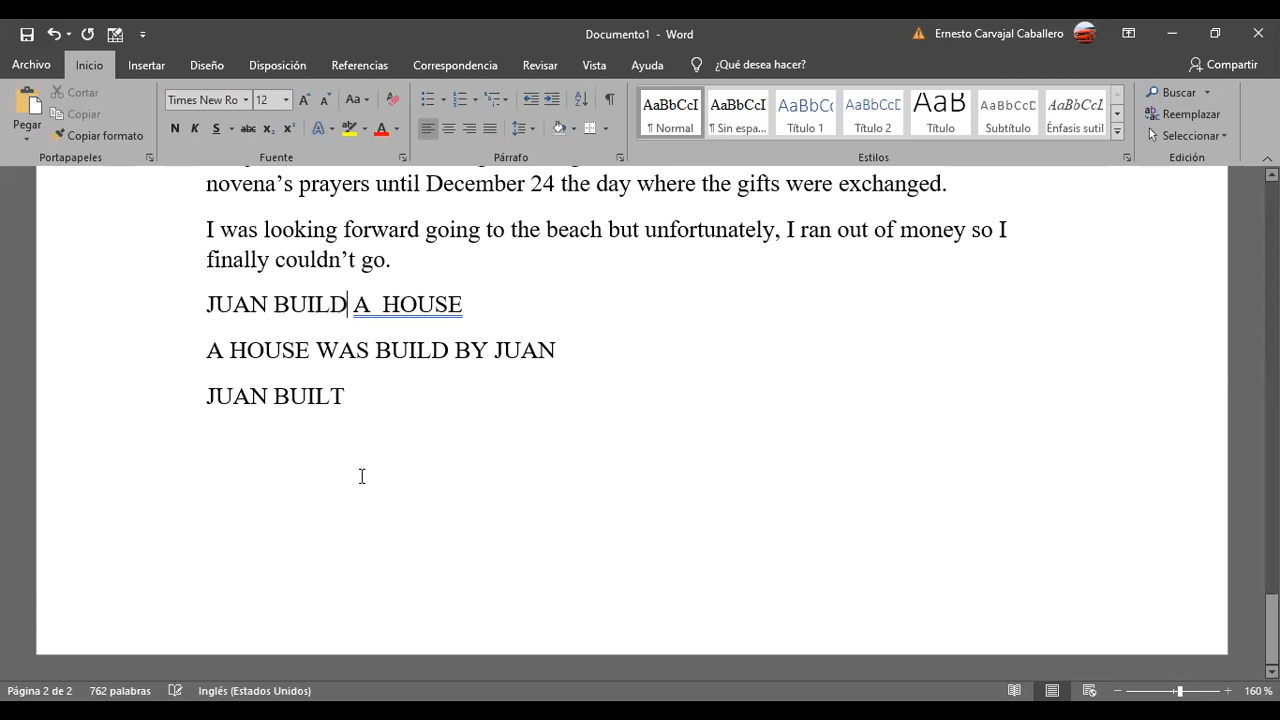 Documento1 - Word
Ernesto Carvajal Caballero
Archivo Inicio Insertar Diseño Disposición Referencias Correspondencia Revisar Vista Ayuda ¿Qué desea hacer? Compartir
Pegar
Cortar
Copiar
Copiar formato
Portapapeles
Times New Ro 12
Aa
N K S abc x₂ x²
A A
Fuente
Párrafo
AaBbCcI AaBbCcI AaBbC AaBbCcD AaB AaBbCcD AaBbCcL
¶ Normal ¶ Sin espa... Título 1 Título 2 Título Subtítulo Énfasis sutil
Estilos
Buscar
Reemplazar
Seleccionar
Edición
novena’s prayers until December 24 the day where the gifts were exchanged.
I was looking forward going to the beach but unfortunately, I ran out of money so I
finally couldn’t go.
JUAN BUILD A  HOUSE
A HOUSE WAS BUILD BY JUAN
JUAN BUILT
Página 2 de 2 762 palabras Inglés (Estados Unidos) 160 %